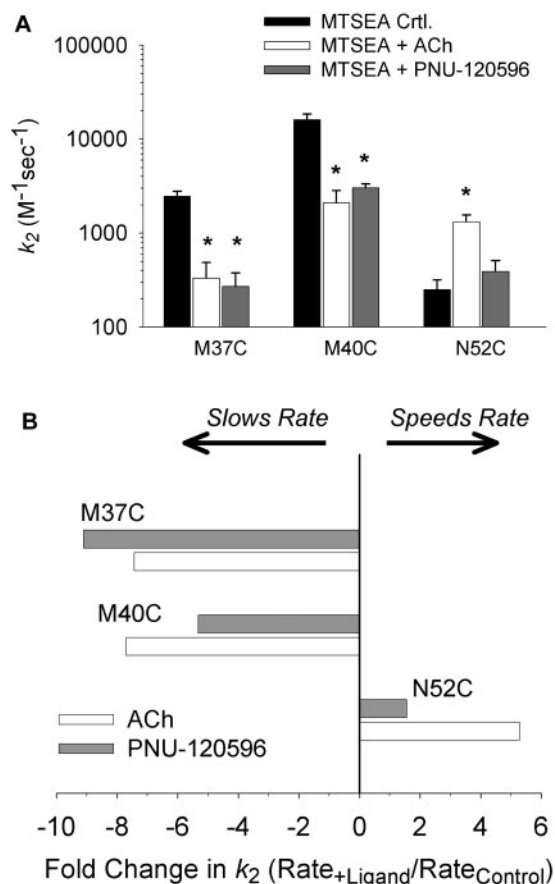 A
MTSEA Crtl.
MTSEA + ACh
MTSEA + PNU-120596
100000
10000
1000
100
k₂ (M⁻¹sec⁻¹)
* * * * *
M37C M40C N52C
B
Slows Rate Speeds Rate
M37C
M40C
N52C
ACh
PNU-120596
-10 -8 -6 -4 -2 0 2 4 6
Fold Change in k₂ (Rate₊Ligand/RateControl)